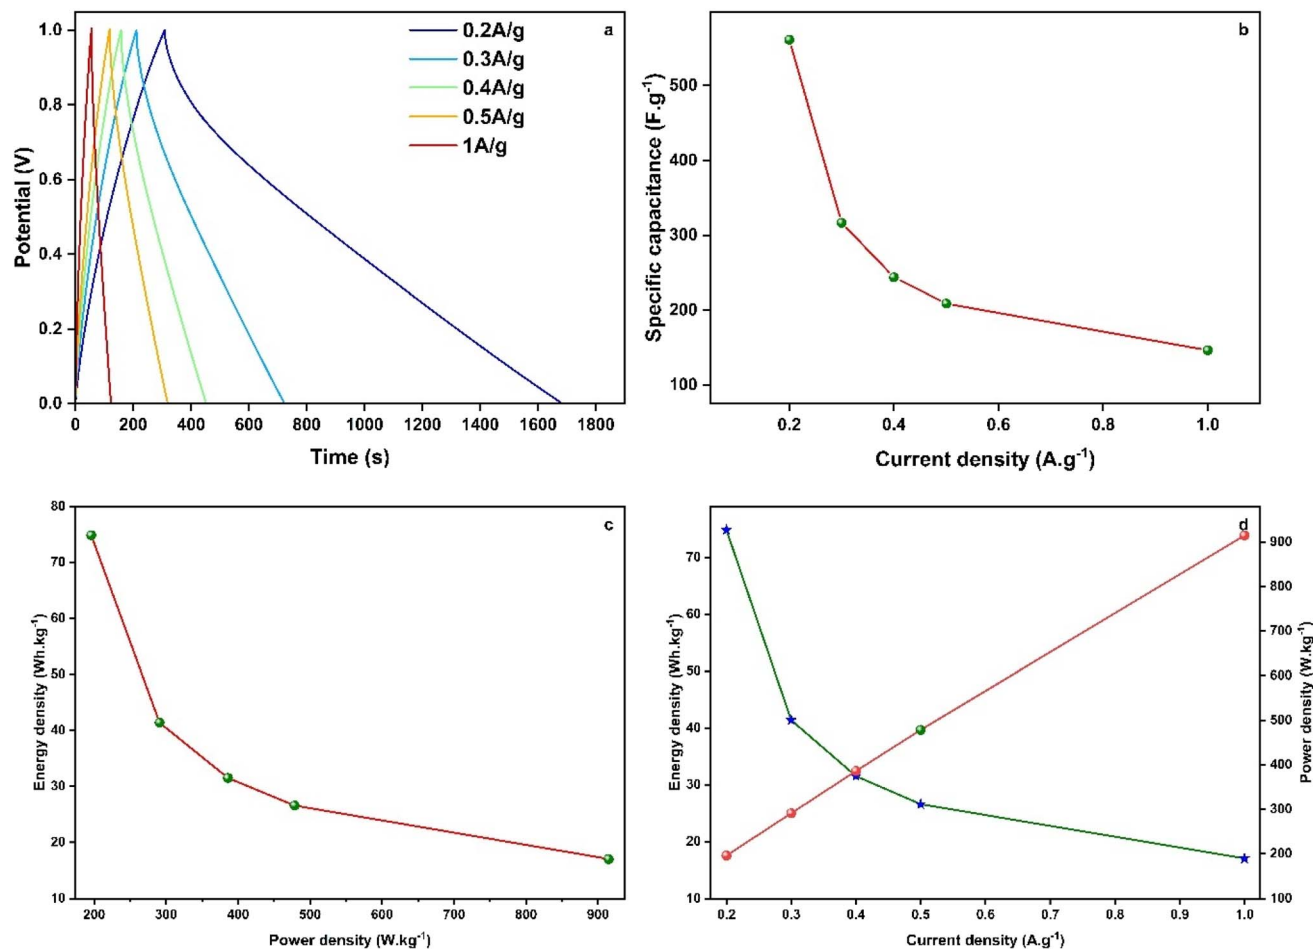 a
0.2A/g
0.3A/g
0.4A/g
0.5A/g
1A/g
1.0
0.8
0.6
0.4
0.2
0.0
Potential (V)
0 200 400 600 800 1000 1200 1400 1600 1800
Time (s)
b
500
400
300
200
100
Specific capacitance (F.g⁻¹)
0.2 0.4 0.6 0.8 1.0
Current density (A.g⁻¹)
c
80
70
60
50
40
30
20
10
Energy density (Wh.kg⁻¹)
200 300 400 500 600 700 800 900
Power density (W.kg⁻¹)
d
70
60
50
40
30
20
10
Energy density (Wh.kg⁻¹)
900
800
700
600
500
400
300
200
100
Power density (W.kg⁻¹)
0.2 0.3 0.4 0.5 0.6 0.7 0.8 0.9 1.0
Current density (A.g⁻¹)